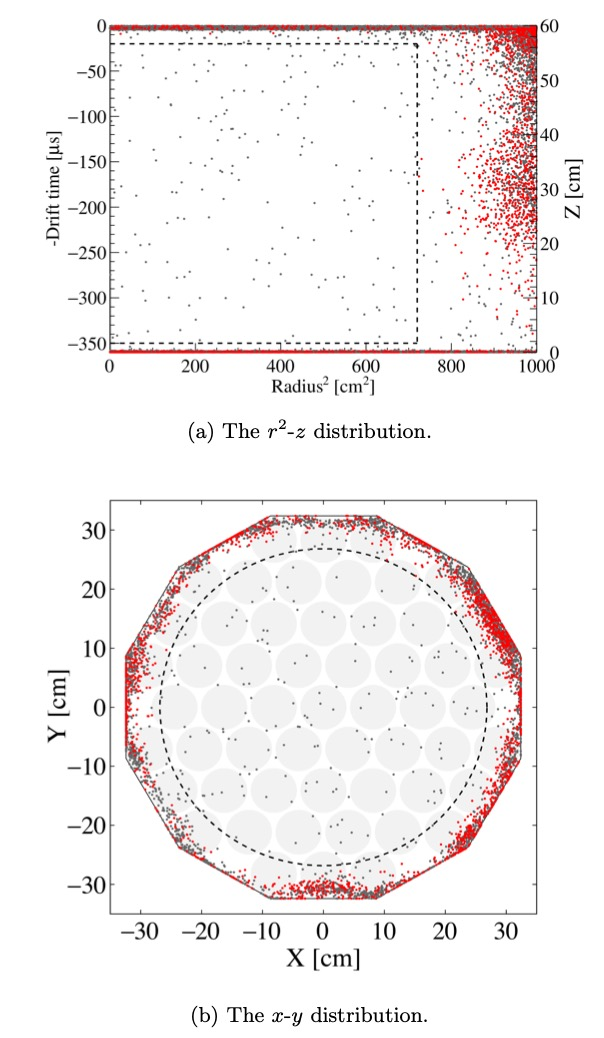 0
−50
−100
−150
−200
−250
−300
−350
-Drift time [µs]
60
50
40
30
20
10
0
Z [cm]
0 200 400 600 800 1000
Radius² [cm²]
(a) The r²-z distribution.
30
20
10
0
−10
−20
−30
Y [cm]
−30 −20 −10 0 10 20 30
X [cm]
(b) The x-y distribution.